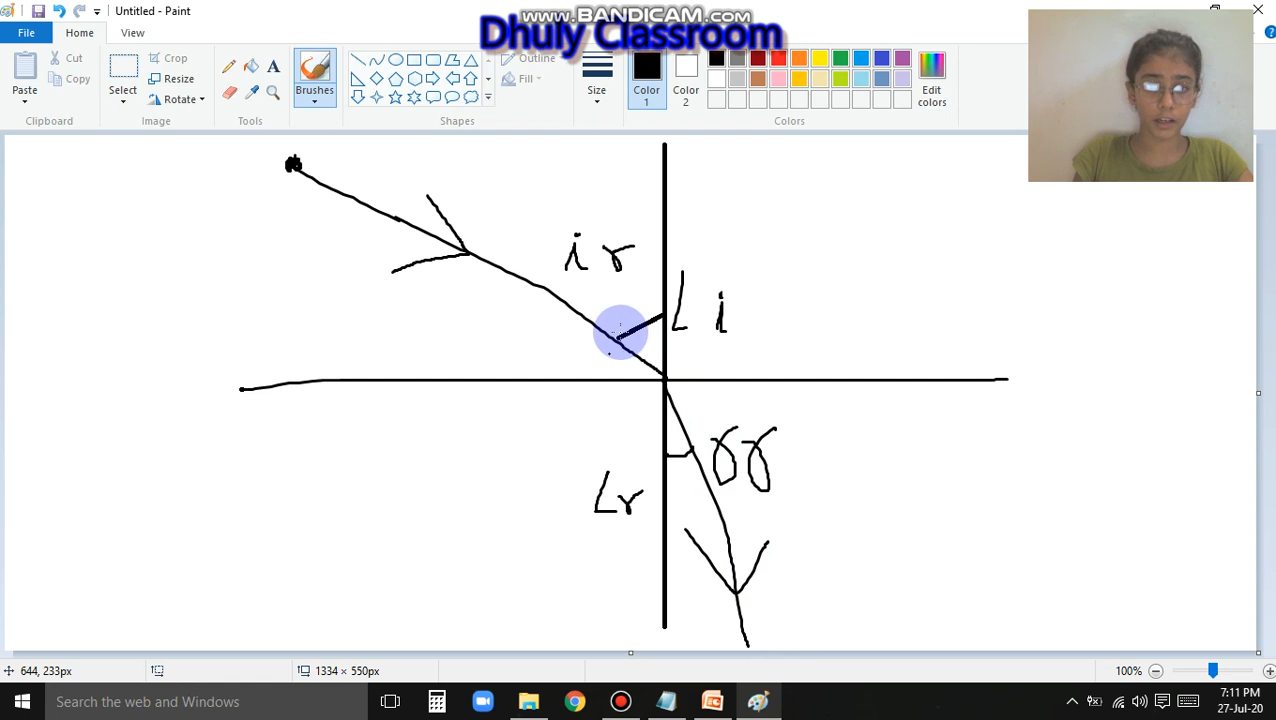 Untitled - Paint
www.BANDICAM.com
Dhuly Classroom
File
Home
View
Paste
Cut
Copy
Clipboard
Select
Crop
Resize
Rotate
Image
Tools
Brushes
Shapes
Outline
Fill
Size
Color 1
Color 2
Edit colors
Colors
i r
∠ i
r r
∠r
644, 233px
1334 × 550px
100%
Search the web and Windows
7:11 PM
27-Jul-20